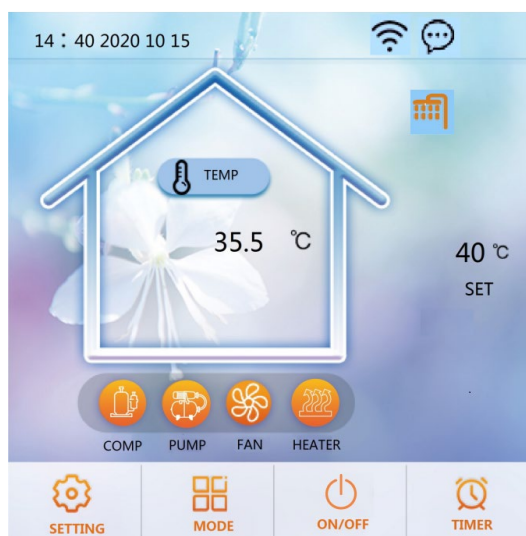 14：40 2020 10 15
TEMP
35.5 ℃
40 ℃
SET
COMP PUMP FAN HEATER
SETTING MODE ON/OFF TIMER